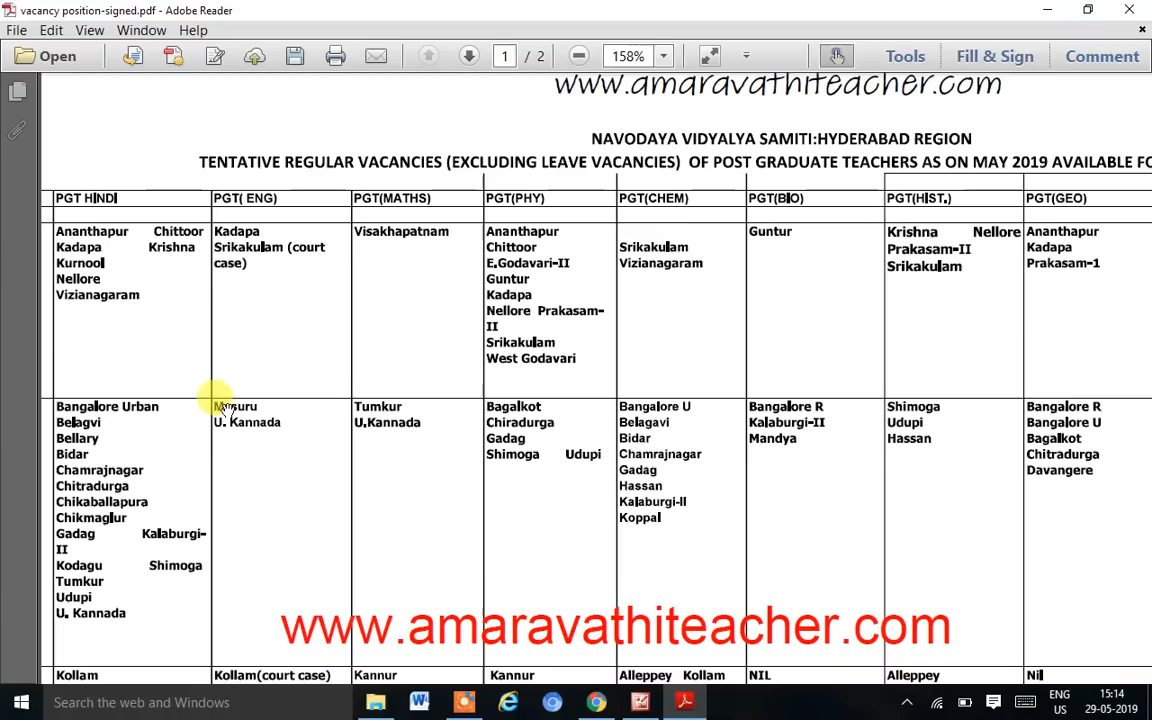 vacancy position-signed.pdf - Adobe Reader
File Edit View Window Help
Open 1 / 2 158% Tools Fill & Sign Comment
www.amaravathiteacher.com
NAVODAYA VIDYALYA SAMITI:HYDERABAD REGION
TENTATIVE REGULAR VACANCIES (EXCLUDING LEAVE VACANCIES) OF POST GRADUATE TEACHERS AS ON MAY 2019 AVAILABLE FO
PGT HINDI PGT( ENG) PGT(MATHS) PGT(PHY) PGT(CHEM) PGT(BIO) PGT(HIST.) PGT(GEO)
Ananthapur Chittoor
Kadapa Krishna
Kurnool
Nellore
Vizianagaram
Kadapa
Srikakulam (court
case)
Visakhapatnam
Ananthapur
Chittoor
E.Godavari-II
Guntur
Kadapa
Nellore Prakasam-
II
Srikakulam
West Godavari
Srikakulam
Vizianagaram
Guntur
Krishna Nellore
Prakasam-II
Srikakulam
Ananthapur
Kadapa
Prakasam-1
Bangalore Urban
Belagvi
Bellary
Bidar
Chamrajnagar
Chitradurga
Chikaballapura
Chikmaglur
Gadag Kalaburgi-
II
Kodagu Shimoga
Tumkur
Udupi
U. Kannada
U. Kannada
Tumkur
U.Kannada
Bagalkot
Chiradurga
Gadag
Shimoga Udupi
Bangalore U
Belagavi
Bidar
Chamrajnagar
Gadag
Hassan
Kalaburgi-II
Koppal
Bangalore R
Kalaburgi-II
Mandya
Shimoga
Udupi
Hassan
Bangalore R
Bangalore U
Bagalkot
Chitradurga
Davangere
www.amaravathiteacher.com
Kollam Kollam(court case) Kannur Kannur Alleppey Kollam NIL Alleppey Nil
Search the web and Windows
ENG
US
15:14
29-05-2019